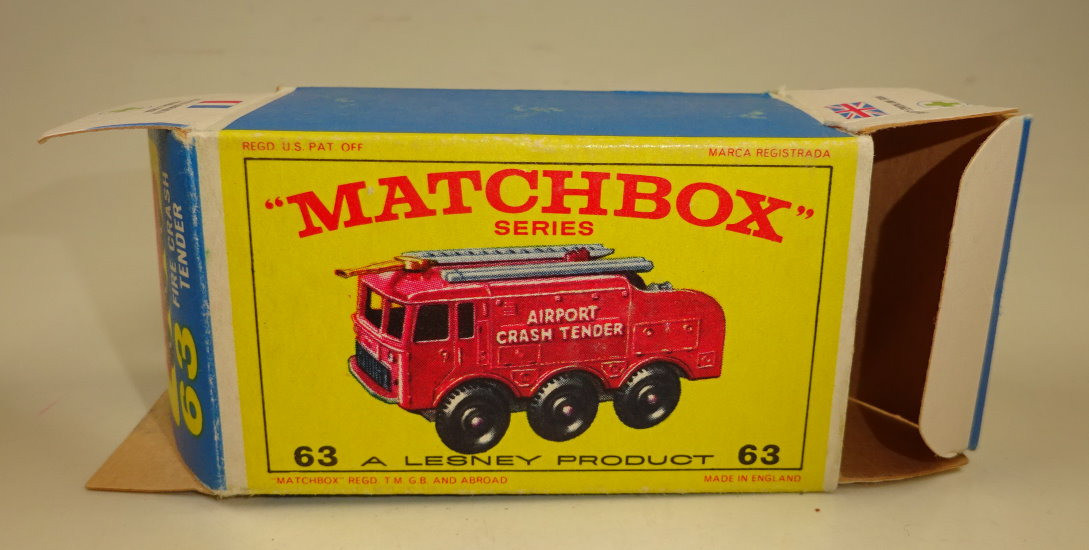 REGD. U.S. PAT. OFF
MARCA REGISTRADA
"MATCHBOX"
SERIES
AIRPORT
CRASH TENDER
63 A LESNEY PRODUCT 63
"MATCHBOX" REGD. T.M. G.B. AND ABROAD
MADE IN ENGLAND
FIRE CRASH
TENDER
63